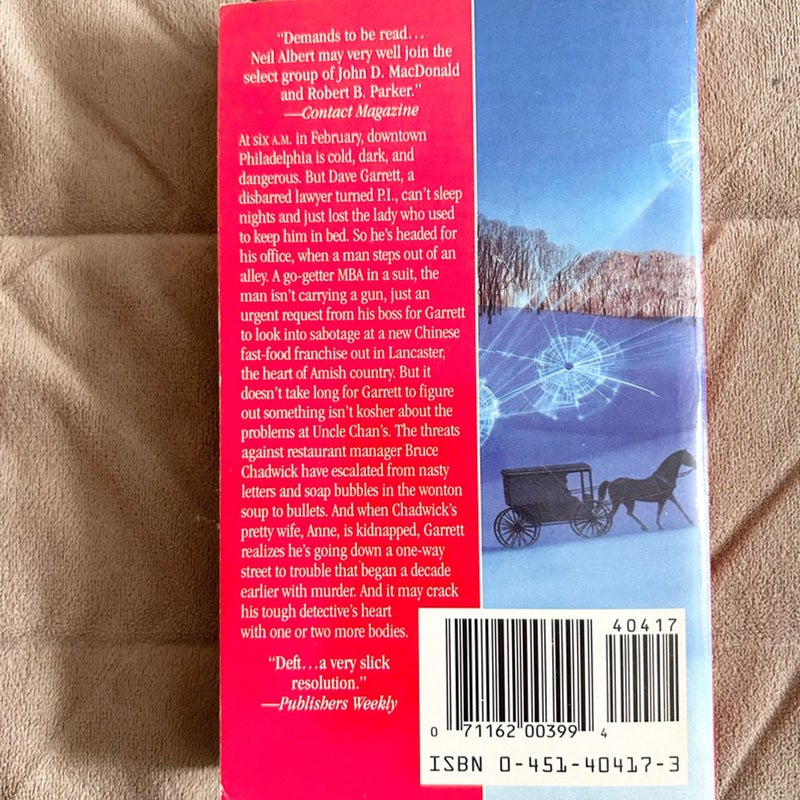 “Demands to be read…
Neil Albert may very well join the
select group of John D. MacDonald
and Robert B. Parker.”
—Contact Magazine
At six A.M. in February, downtown
Philadelphia is cold, dark, and
dangerous. But Dave Garrett, a
disbarred lawyer turned P.I., can’t sleep
nights and just lost the lady who used
to keep him in bed. So he’s headed for
his office, when a man steps out of an
alley. A go-getter MBA in a suit, the
man isn’t carrying a gun, just an
urgent request from his boss for Garrett
to look into sabotage at a new Chinese
fast-food franchise out in Lancaster,
the heart of Amish country. But it
doesn’t take long for Garrett to figure
out something isn’t kosher about the
problems at Uncle Chan’s. The threats
against restaurant manager Bruce
Chadwick have escalated from nasty
letters and soap bubbles in the wonton
soup to bullets. And when Chadwick’s
pretty wife, Anne, is kidnapped, Garrett
realizes he’s going down a one-way
street to trouble that began a decade
earlier with murder. And it may crack
his tough detective’s heart
with one or two more bodies.
“Deft…a very slick
resolution.”
—Publishers Weekly
40417
0 71162 00399 4
ISBN 0-451-40417-3